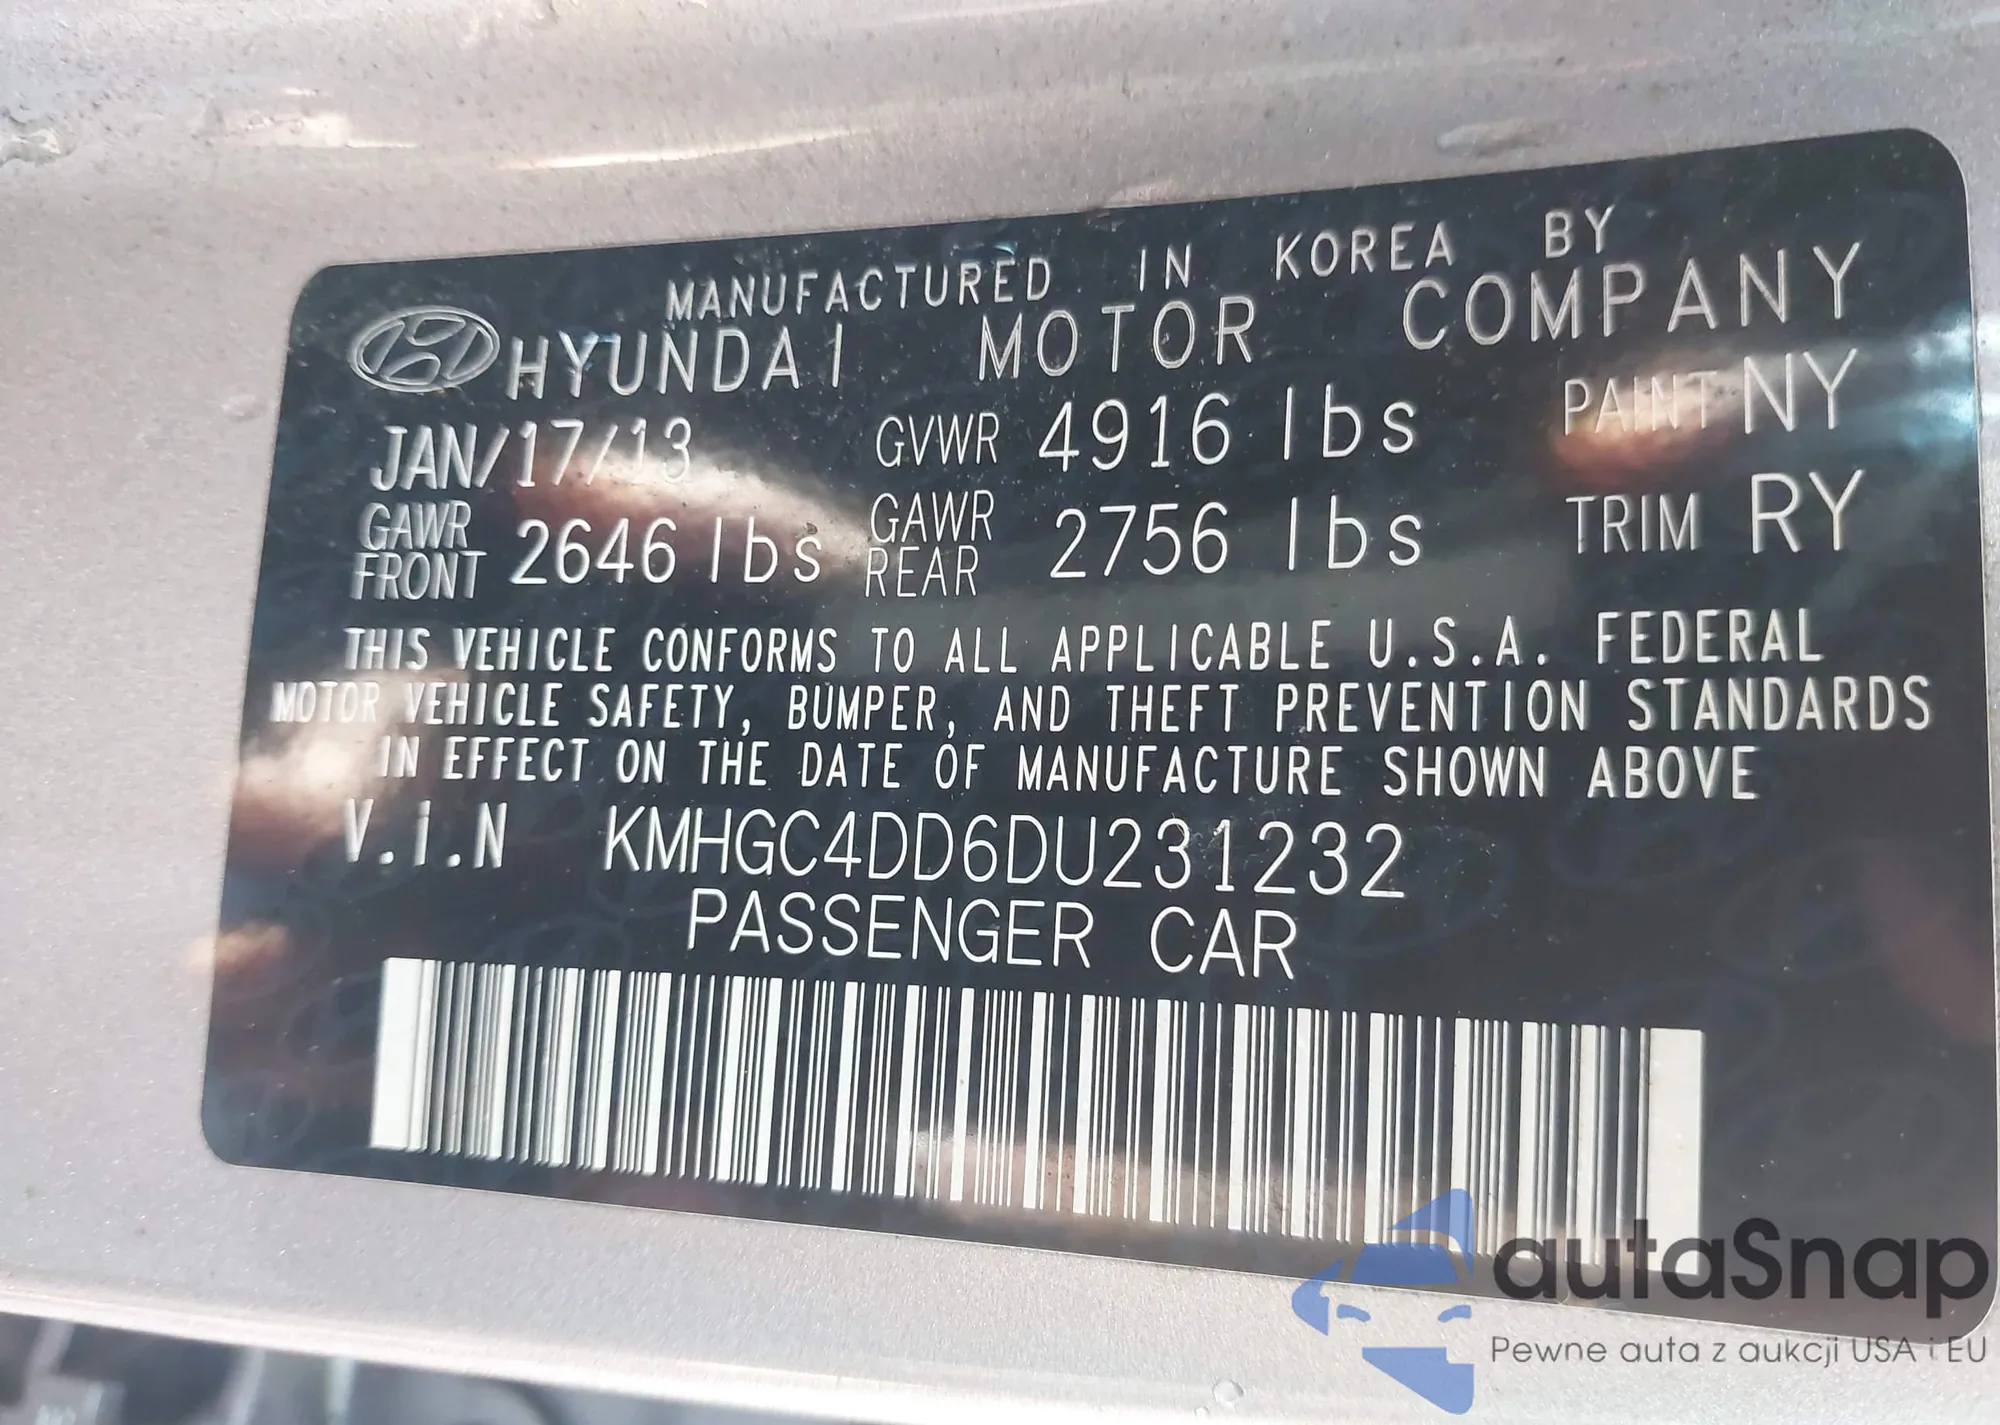 MANUFACTURED IN KOREA BY
HYUNDAI MOTOR COMPANY
JAN/17/13 GVWR 4916 lbs PAINT NY
GAWR FRONT 2646 lbs GAWR REAR 2756 lbs TRIM RY
THIS VEHICLE CONFORMS TO ALL APPLICABLE U.S.A. FEDERAL
MOTOR VEHICLE SAFETY, BUMPER, AND THEFT PREVENTION STANDARDS
IN EFFECT ON THE DATE OF MANUFACTURE SHOWN ABOVE
V.i.N KMHGC4DD6DU231232
PASSENGER CAR
autaSnap
Pewne auta z aukcji USA i EU